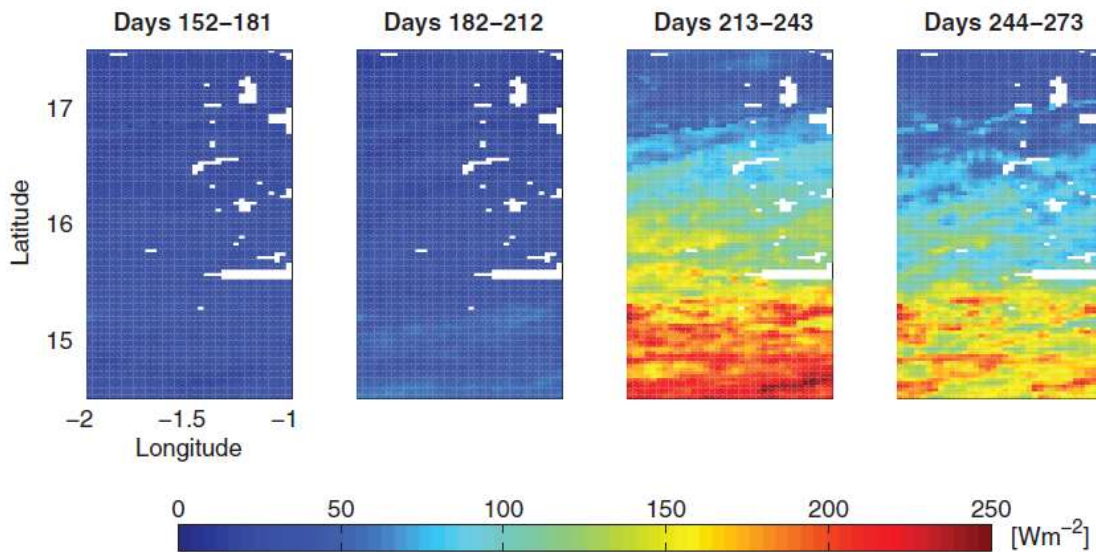 Days 152–181 Days 182–212 Days 213–243 Days 244–273
17
16
15
Latitude
−2 −1.5 −1
Longitude
0 50 100 150 200 250
[Wm−2]